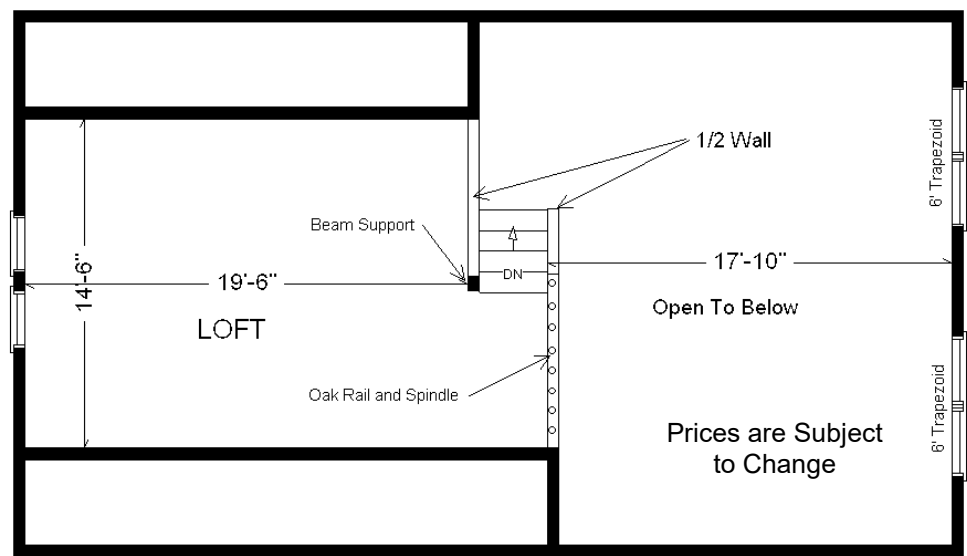 1/2 Wall
6' Trapezoid
Beam Support
14'-6"
19'-6"
DN
17'-10"
LOFT
Open To Below
Oak Rail and Spindle
6' Trapezoid
Prices are Subject
to Change